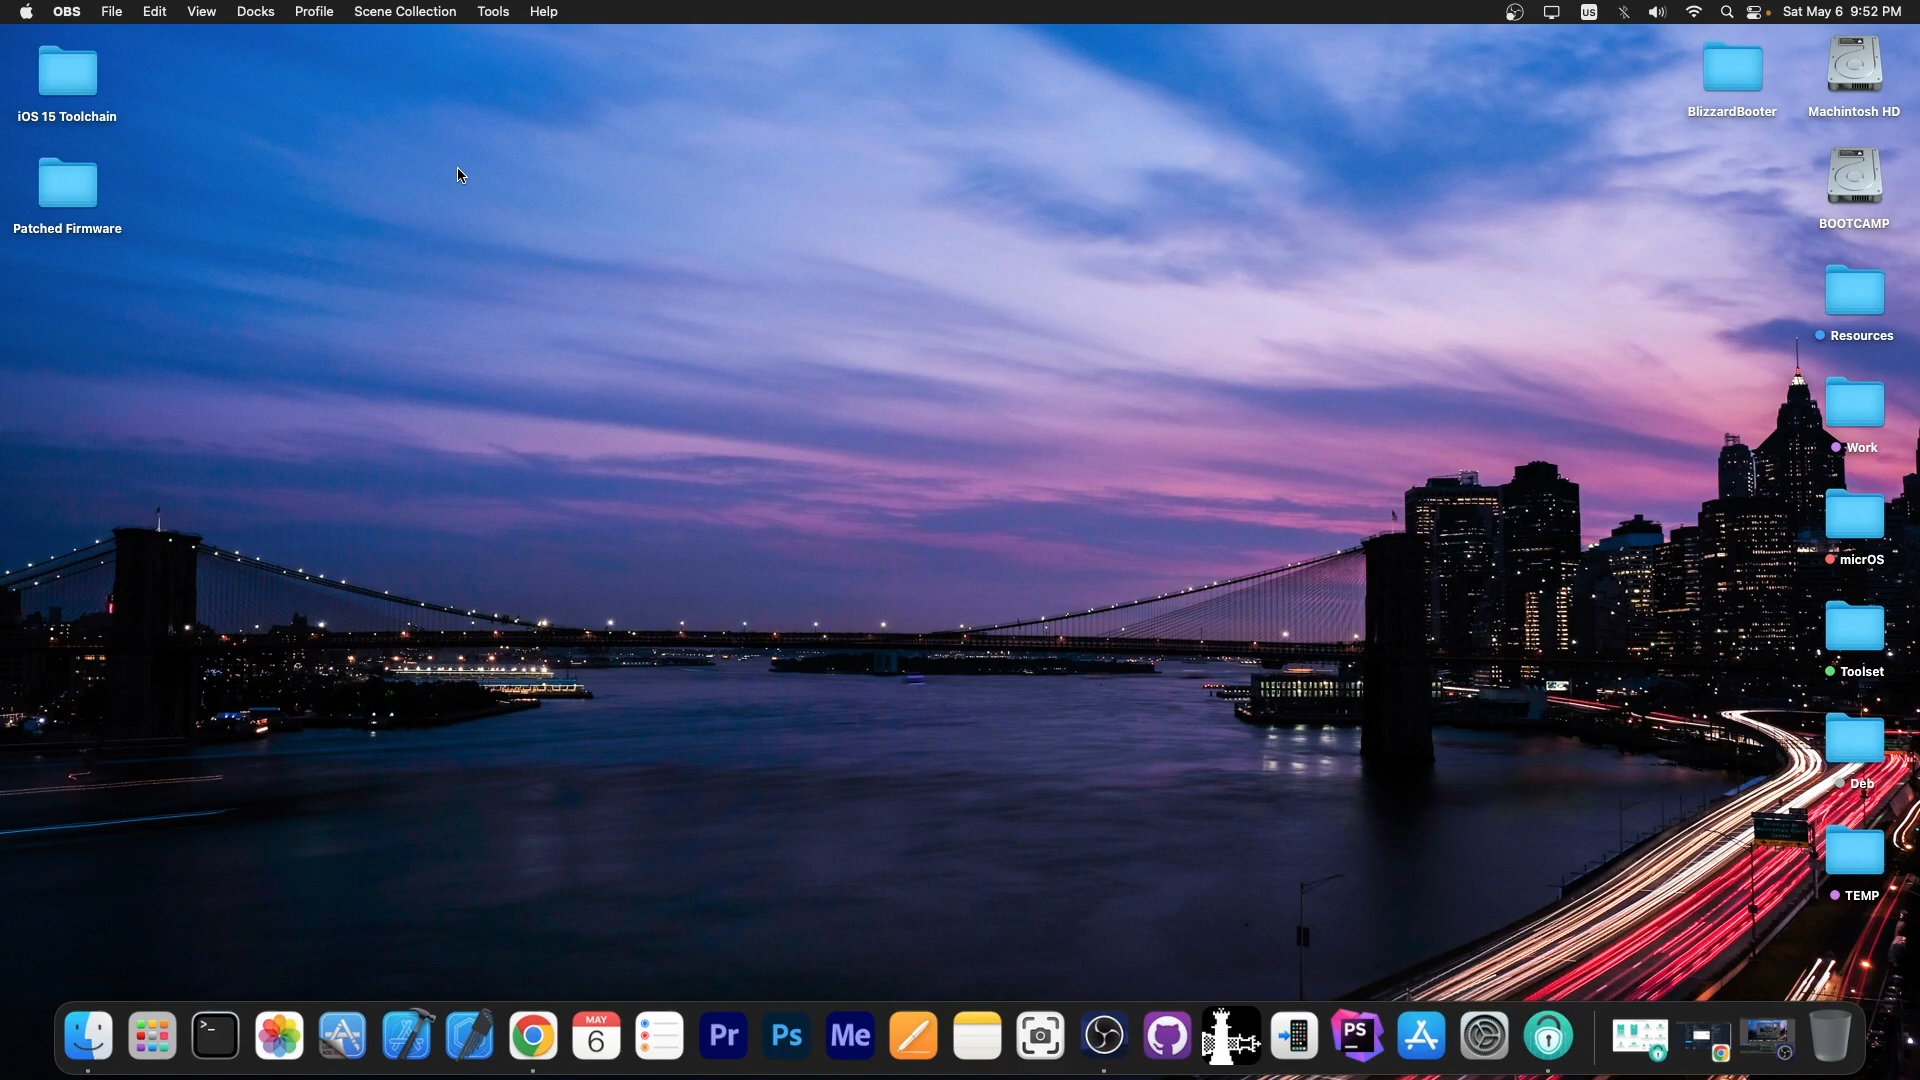 OBS File Edit View Docks Profile Scene Collection Tools Help US Sat May 6 9:52 PM
iOS 15 Toolchain
Patched Firmware
BlizzardBooter
Machintosh HD
BOOTCAMP
Resources
Work
micrOS
Toolset
Deb
TEMP
>_
MAY
6
Pr
Ps
Me
PS